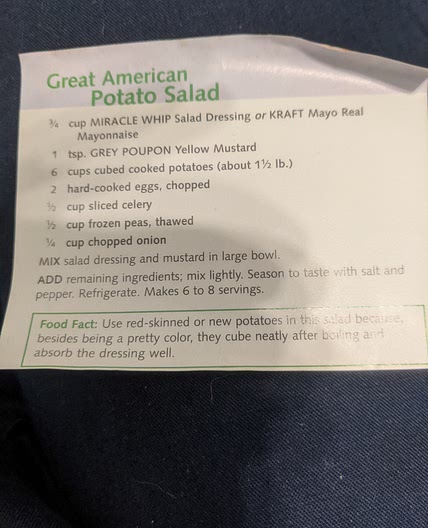 Great American
Potato Salad
¾ cup MIRACLE WHIP Salad Dressing or KRAFT Mayo Real
Mayonnaise
1 tsp. GREY POUPON Yellow Mustard
6 cups cubed cooked potatoes (about 1½ lb.)
2 hard-cooked eggs, chopped
½ cup sliced celery
½ cup frozen peas, thawed
¼ cup chopped onion
MIX salad dressing and mustard in large bowl.
ADD remaining ingredients; mix lightly. Season to taste with salt and
pepper. Refrigerate. Makes 6 to 8 servings.
Food Fact: Use red-skinned or new potatoes in this salad because,
besides being a pretty color, they cube neatly after boiling and
absorb the dressing well.